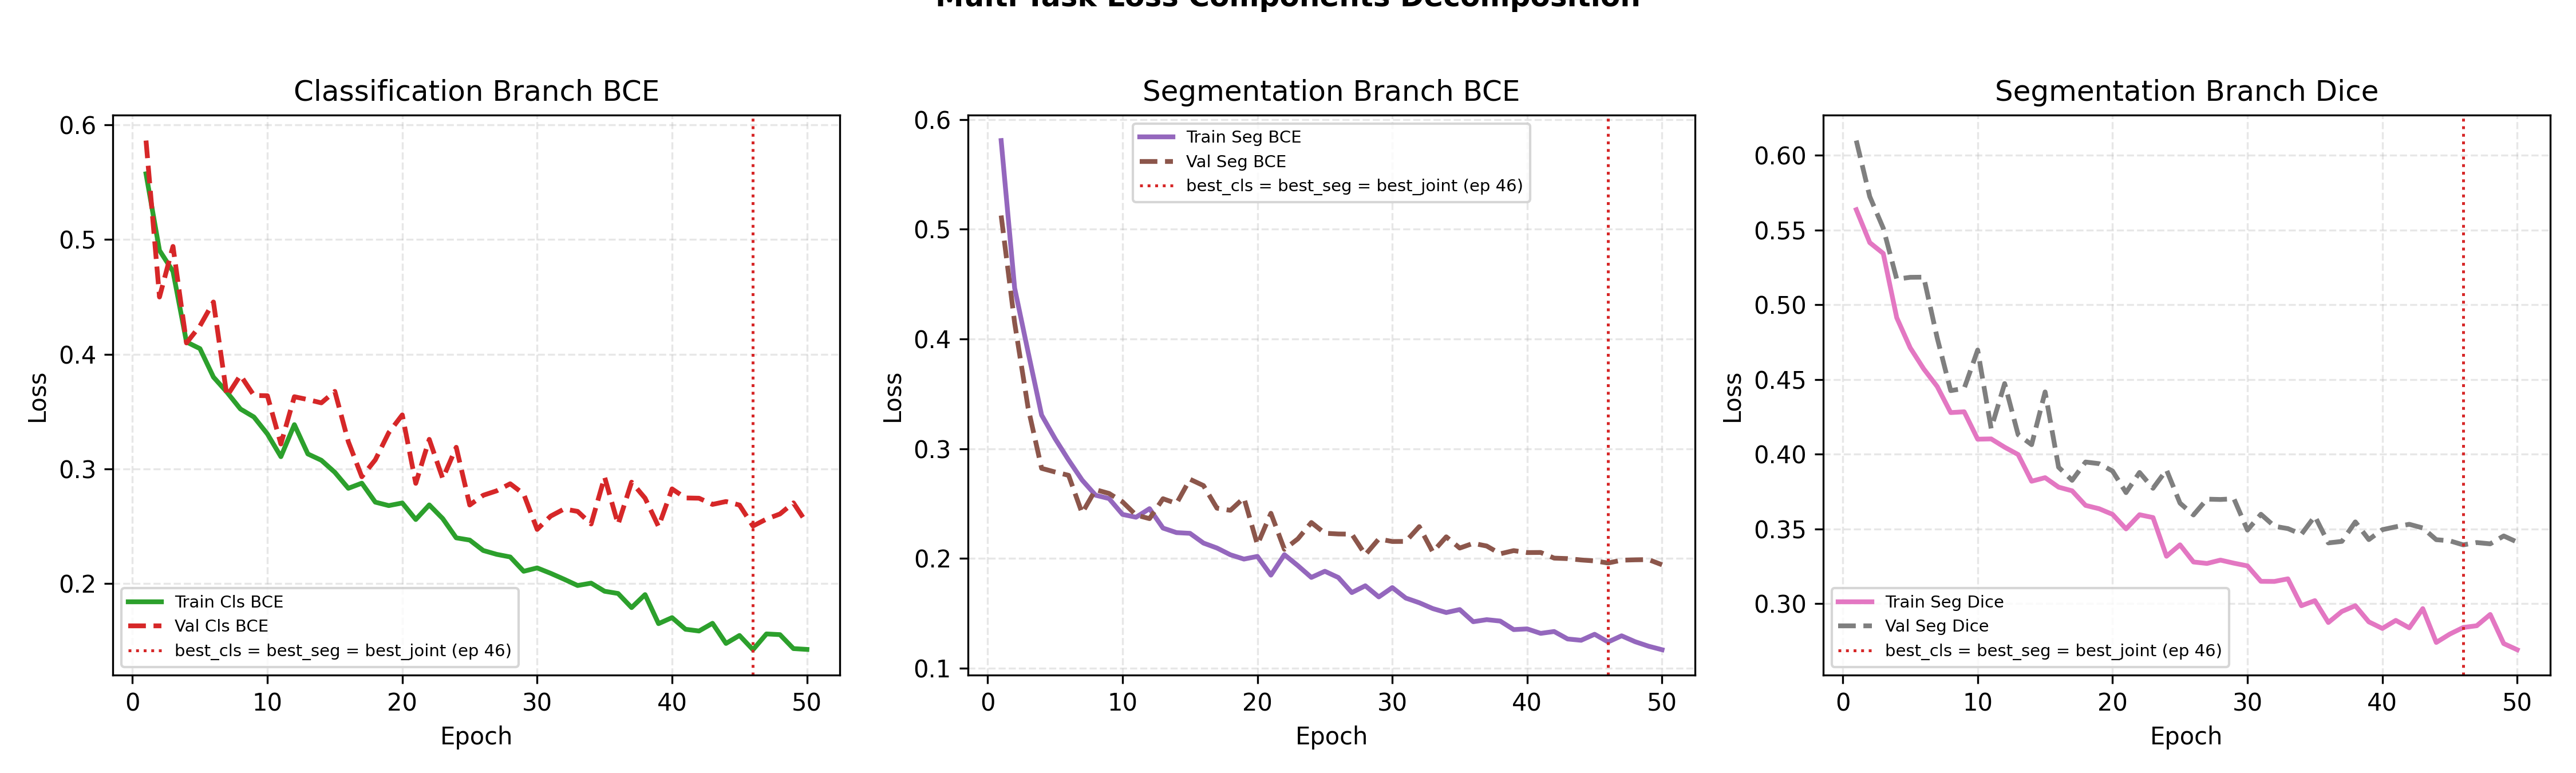 Multi-Task Loss Components Decomposition
Classification Branch BCE
0.6
0.5
0.4
0.3
0.2
Loss
Train Cls BCE
Val Cls BCE
best_cls = best_seg = best_joint (ep 46)
0 10 20 30 40 50
Epoch
Segmentation Branch BCE
0.6
0.5
0.4
0.3
0.2
0.1
Loss
Train Seg BCE
Val Seg BCE
best_cls = best_seg = best_joint (ep 46)
0 10 20 30 40 50
Epoch
Segmentation Branch Dice
0.60
0.55
0.50
0.45
0.40
0.35
0.30
Loss
Train Seg Dice
Val Seg Dice
best_cls = best_seg = best_joint (ep 46)
0 10 20 30 40 50
Epoch